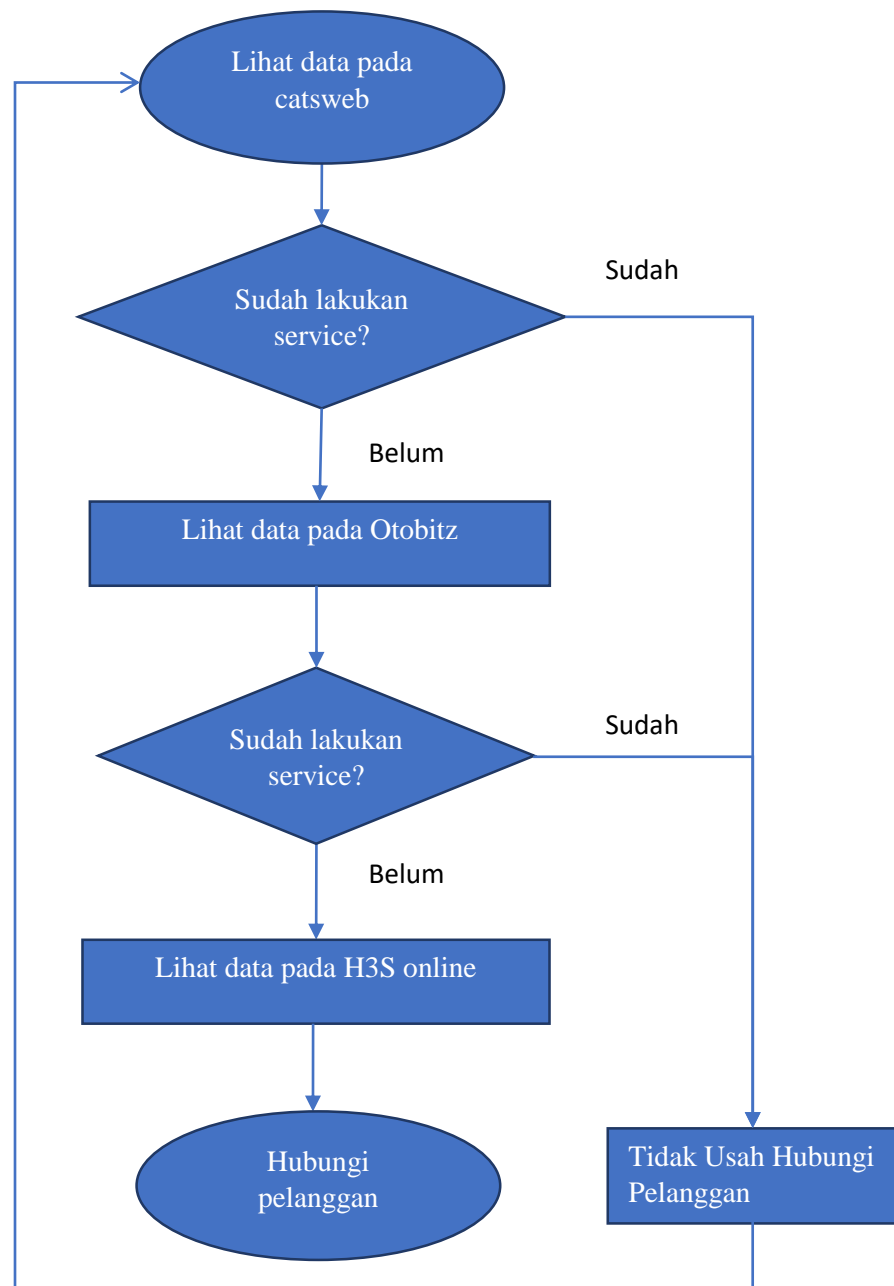 Lihat data pada
catsweb
Sudah
Sudah lakukan
service?
Belum
Lihat data pada Otobitz
Sudah
Sudah lakukan
service?
Belum
Lihat data pada H3S online
Hubungi
pelanggan
Tidak Usah Hubungi
Pelanggan